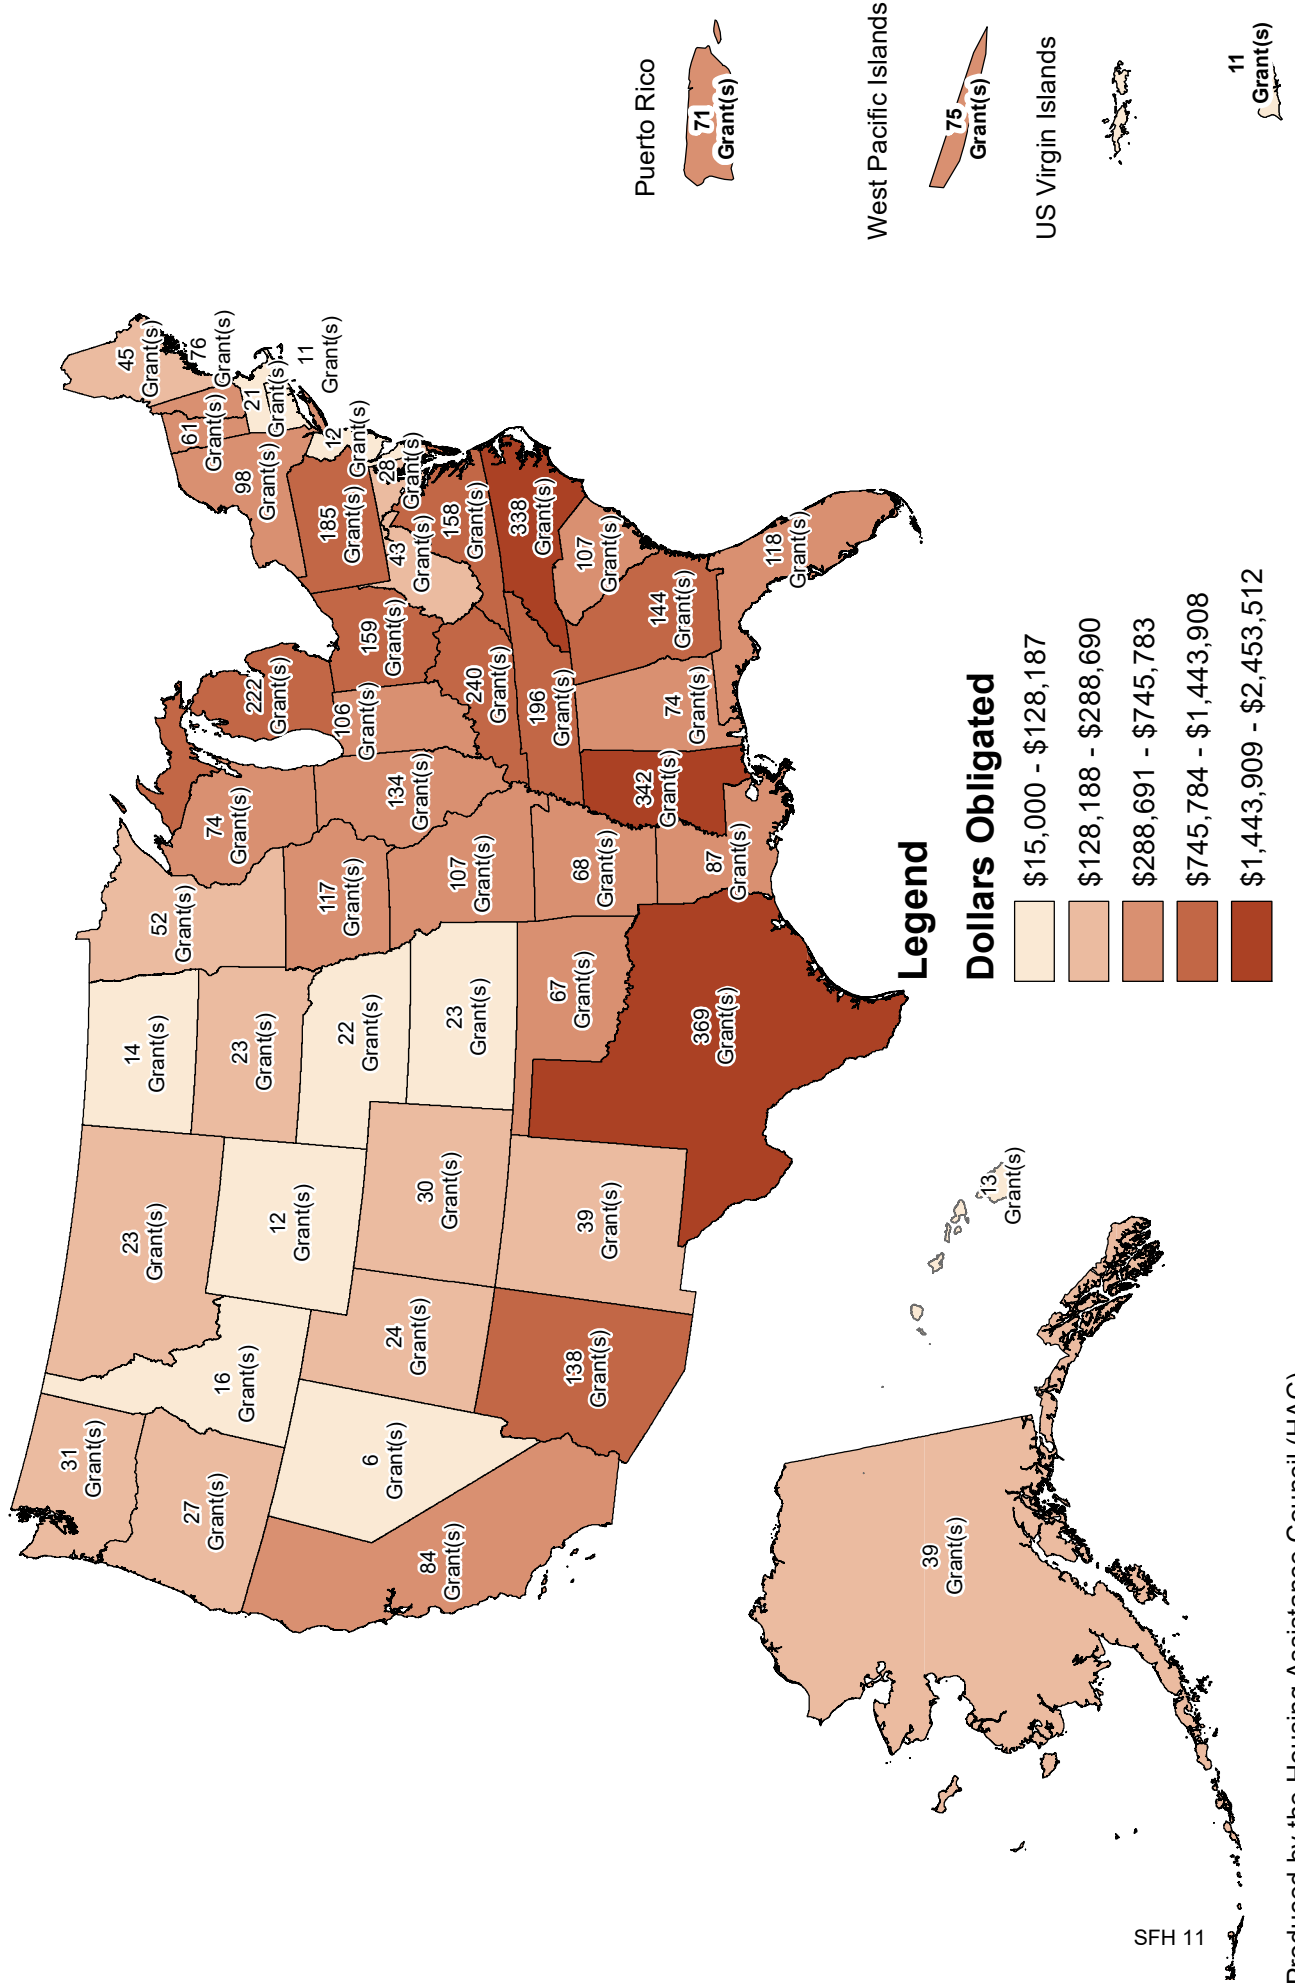 31
Grant(s)
27
Grant(s)
84
Grant(s)
16
Grant(s)
6
Grant(s)
23
Grant(s)
12
Grant(s)
24
Grant(s)
138
Grant(s)
30
Grant(s)
39
Grant(s)
14
Grant(s)
23
Grant(s)
22
Grant(s)
23
Grant(s)
67
Grant(s)
369
Grant(s)
52
Grant(s)
117
Grant(s)
107
Grant(s)
68
Grant(s)
87
Grant(s)
74
Grant(s)
134
Grant(s)
342
Grant(s)
222
Grant(s)
106
Grant(s)
159
Grant(s)
240
Grant(s)
196
Grant(s)
74
Grant(s)
144
Grant(s)
118
Grant(s)
107
Grant(s)
338
Grant(s)
158
Grant(s)
43
Grant(s)
28
Grant(s)
185
Grant(s)
12
Grant(s)
98
Grant(s)
61
Grant(s)
21
Grant(s)
11
Grant(s)
76
Grant(s)
45
Grant(s)
39
Grant(s)
13
Grant(s)
Puerto Rico
71
Grant(s)
West Pacific Islands
75
Grant(s)
US Virgin Islands
11
Grant(s)
Legend
Dollars Obligated
$15,000 - $128,187
$128,188 - $288,690
$288,691 - $745,783
$745,784 - $1,443,908
$1,443,909 - $2,453,512
Produced by the Housing Assistance Council (HAC)
SFH 11